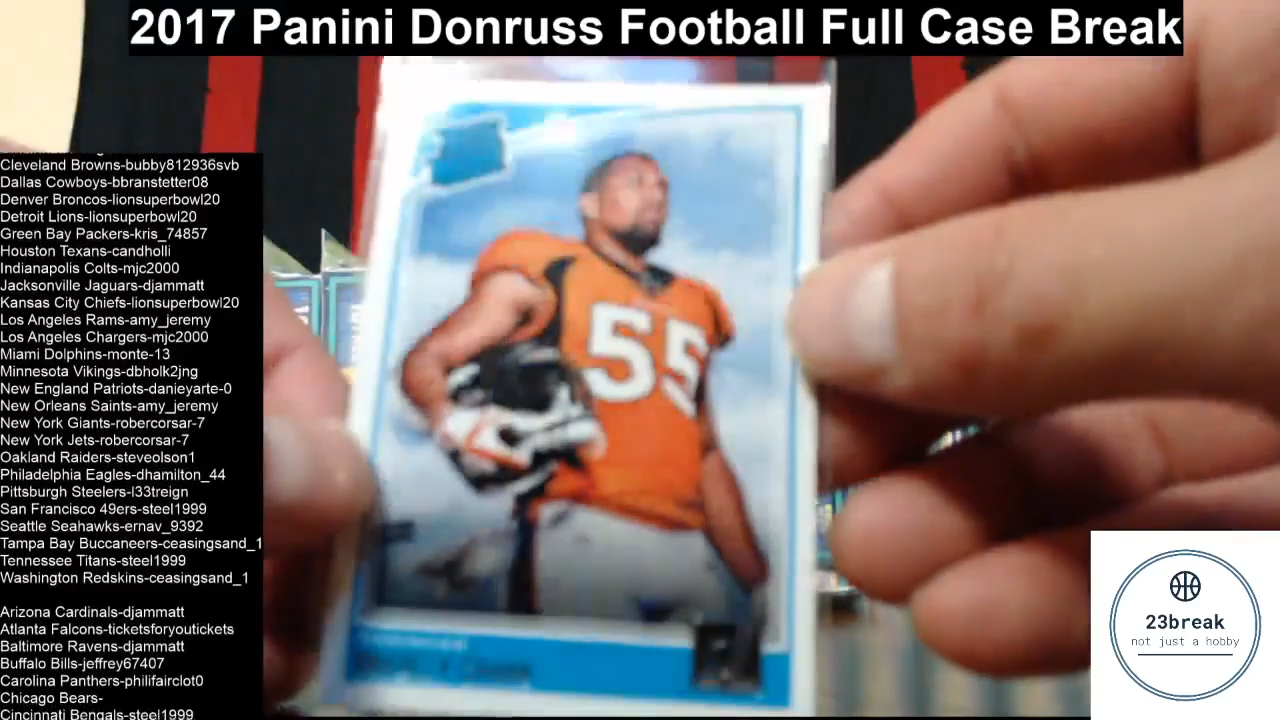 2017 Panini Donruss Football Full Case Break
Cleveland Browns-bubby812936svb
Dallas Cowboys-bbranstetter08
Denver Broncos-lionsuperbowl20
Detroit Lions-lionsuperbowl20
Green Bay Packers-kris_74857
Houston Texans-candholli
Indianapolis Colts-mjc2000
Jacksonville Jaguars-djammatt
Kansas City Chiefs-lionsuperbowl20
Los Angeles Rams-amy_jeremy
Los Angeles Chargers-mjc2000
Miami Dolphins-monte-13
Minnesota Vikings-dbholk2jng
New England Patriots-danieyarte-0
New Orleans Saints-amy_jeremy
New York Giants-robercorsar-7
New York Jets-robercorsar-7
Oakland Raiders-steveolson1
Philadelphia Eagles-dhamilton_44
Pittsburgh Steelers-l33treign
San Francisco 49ers-steel1999
Seattle Seahawks-ernav_9392
Tampa Bay Buccaneers-ceasingsand_1
Tennessee Titans-steel1999
Washington Redskins-ceasingsand_1
Arizona Cardinals-djammatt
Atlanta Falcons-ticketsforyoutickets
Baltimore Ravens-djammatt
Buffalo Bills-jeffrey67407
Carolina Panthers-philifairclot0
Chicago Bears-
Cincinnati Bengals-steel1999
55
23break
not just a hobby